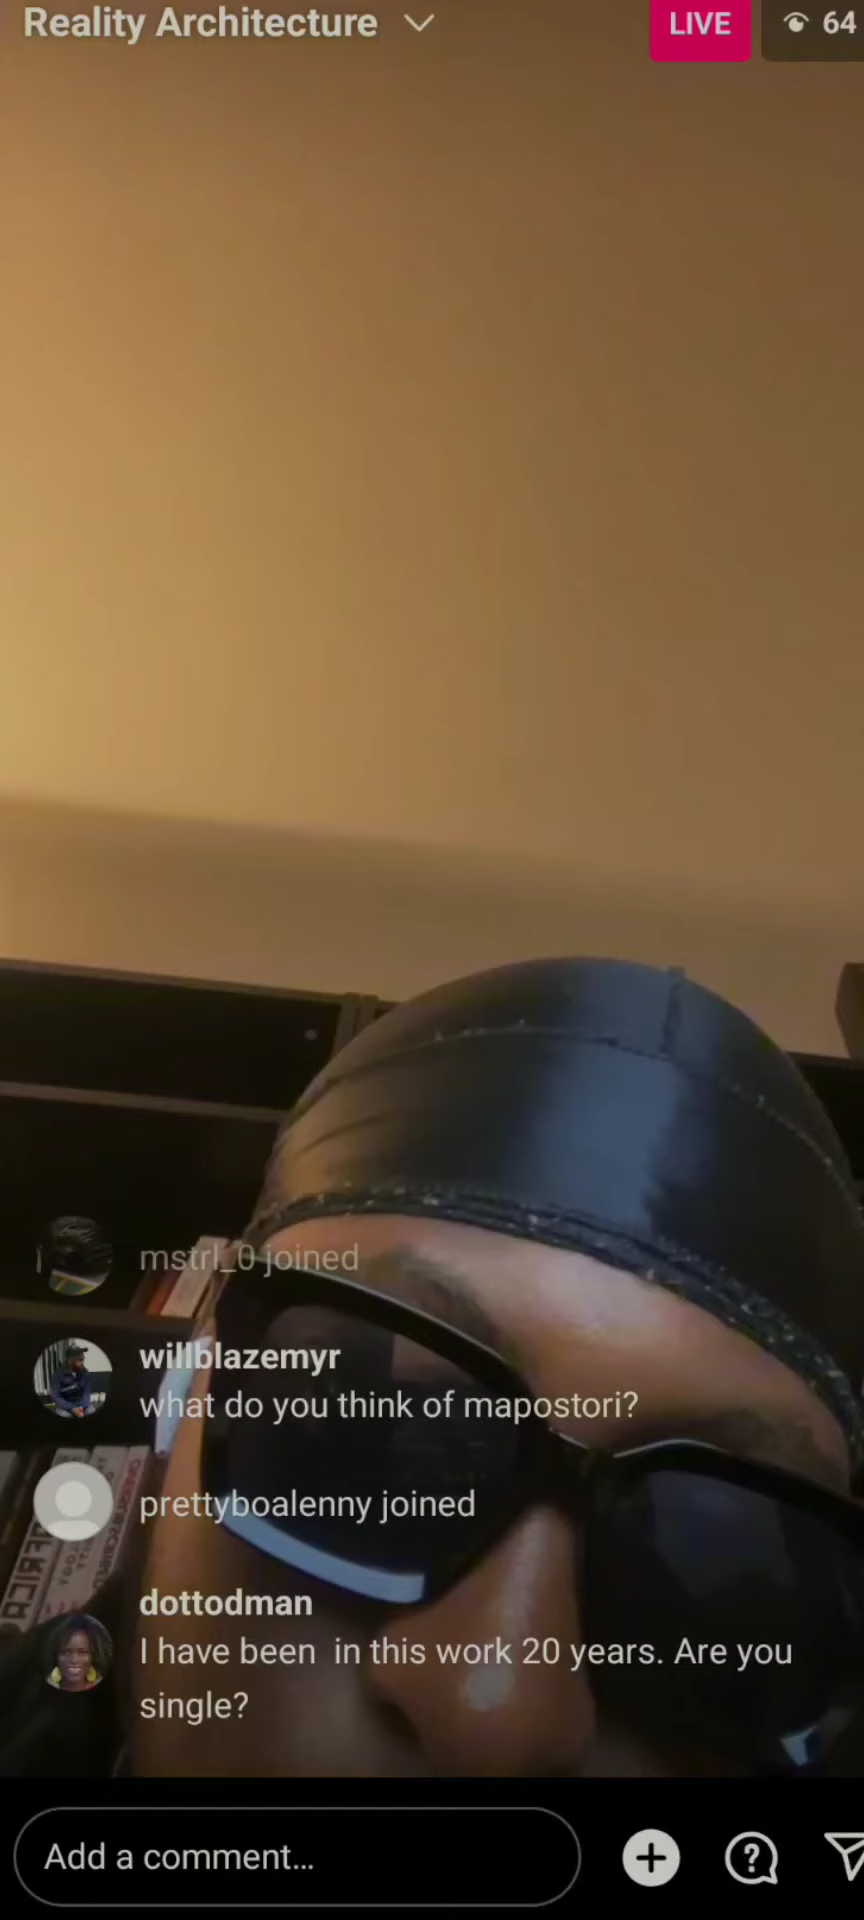 Reality Architecture
LIVE
64
mstrl_0 joined
willblazemyr
what do you think of mapostori?
prettyboalenny joined
dottodman
I have been in this work 20 years. Are you
single?
AFRICA
Add a comment...